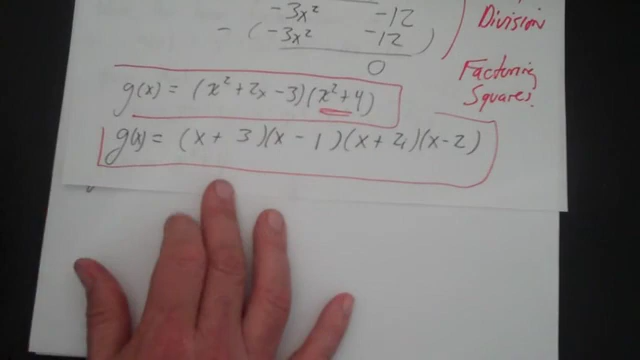 -3x² -12
Division
- (-3x² -12)
0
Factoring
Squares.
g(x) = (x² + 2x - 3)(x² + 4)
g(x) = (x + 3)(x - 1)(x + 2)(x - 2)